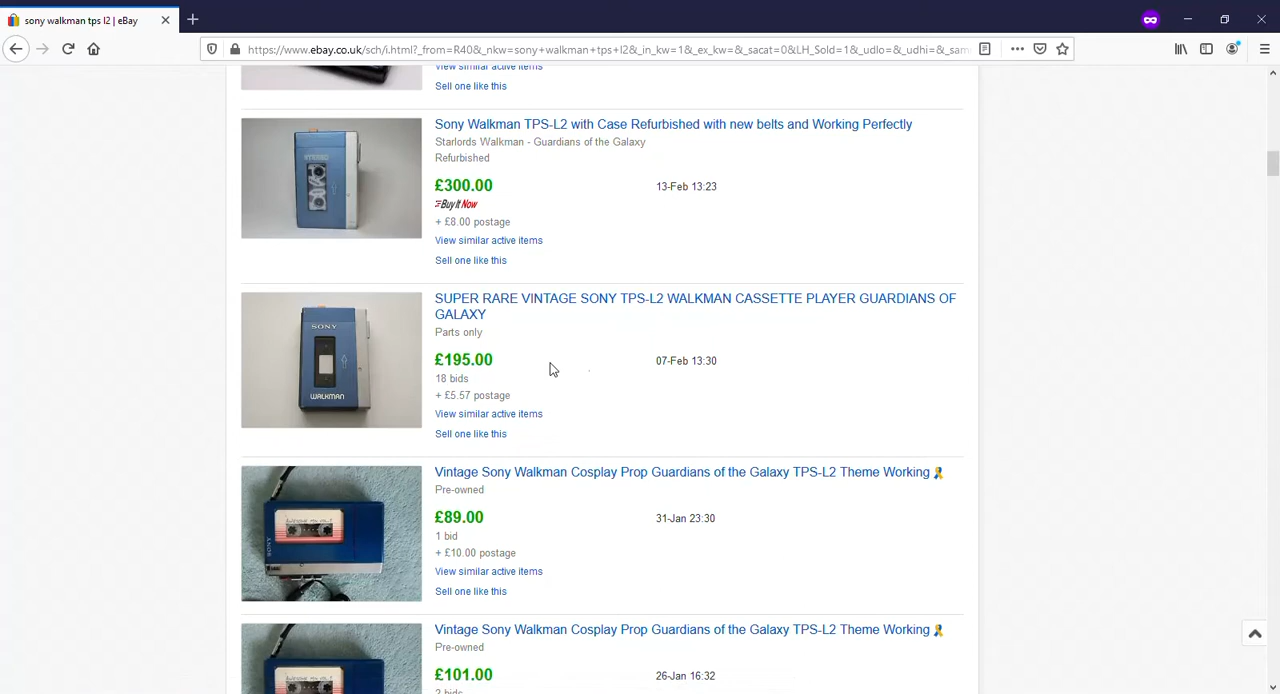 sony walkman tps l2 | eBay
https://www.ebay.co.uk/sch/i.html?_from=R40&_nkw=sony+walkman+tps+l2&_in_kw=1&_ex_kw=&_sacat=0&LH_Sold=1&_udlo=&_udhi=&_sam
View similar active items
Sell one like this
Sony Walkman TPS-L2 with Case Refurbished with new belts and Working Perfectly
Starlords Walkman - Guardians of the Galaxy
Refurbished
£300.00 13-Feb 13:23
Buy It Now
+ £8.00 postage
View similar active items
Sell one like this
STEREO
SUPER RARE VINTAGE SONY TPS-L2 WALKMAN CASSETTE PLAYER GUARDIANS OF
GALAXY
Parts only
£195.00 07-Feb 13:30
18 bids
+ £5.57 postage
View similar active items
Sell one like this
SONY
WALKMAN
Vintage Sony Walkman Cosplay Prop Guardians of the Galaxy TPS-L2 Theme Working
Pre-owned
£89.00 31-Jan 23:30
1 bid
+ £10.00 postage
View similar active items
Sell one like this
SONY
Vintage Sony Walkman Cosplay Prop Guardians of the Galaxy TPS-L2 Theme Working
Pre-owned
£101.00 26-Jan 16:32
2 bids